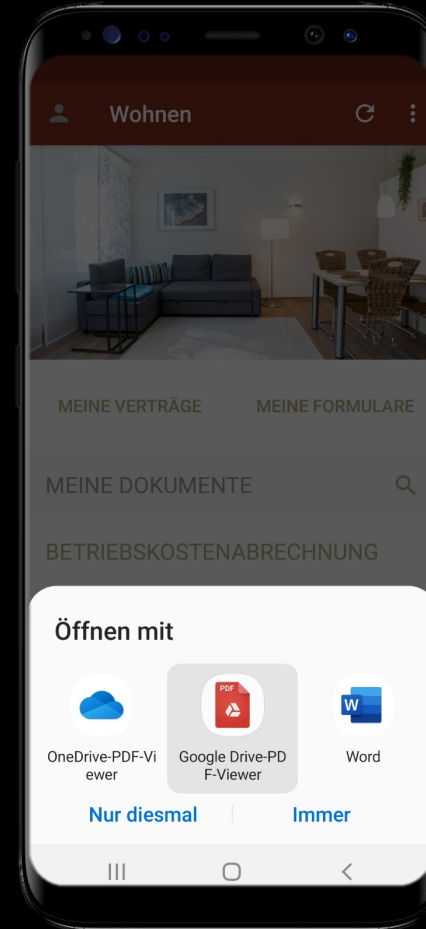 Wohnen
MEINE VERTRÄGE MEINE FORMULARE
MEINE DOKUMENTE
BETRIEBSKOSTENABRECHNUNG
Öffnen mit
PDF
W
OneDrive-PDF-Vi
ewer
Google Drive-PD
F-Viewer
Word
Nur diesmal Immer